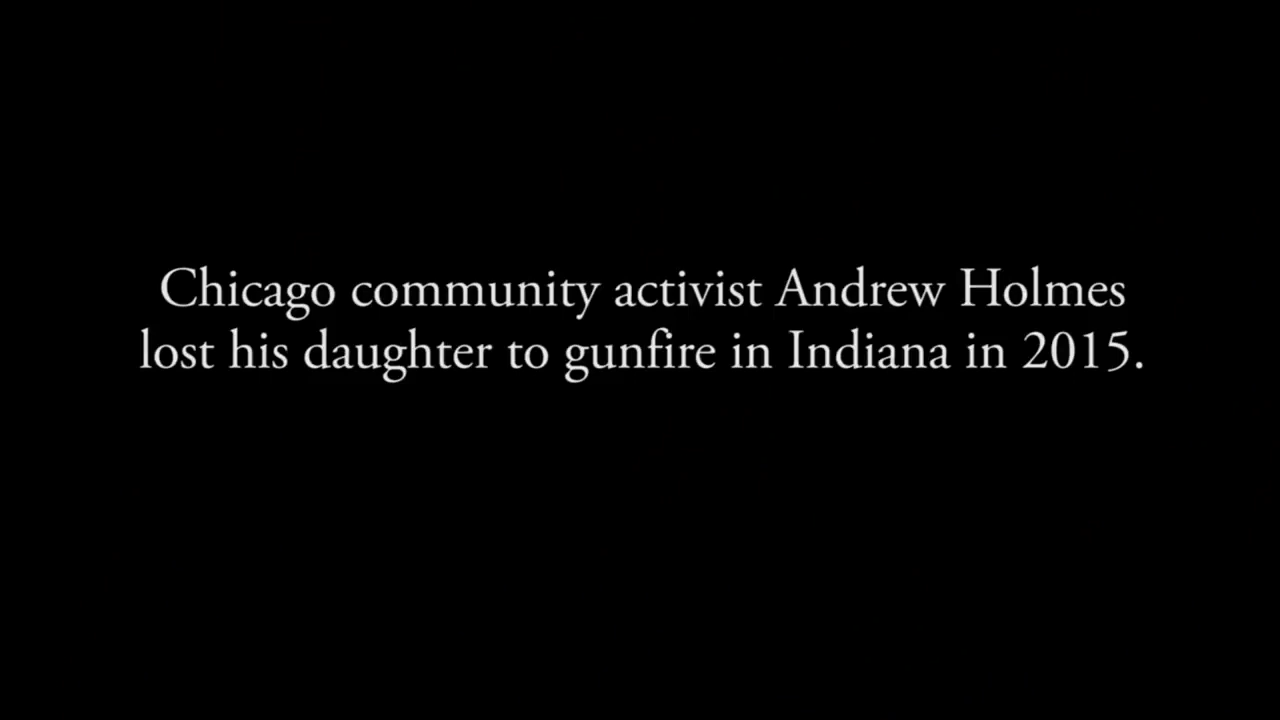 Chicago community activist Andrew Holmes
lost his daughter to gunfire in Indiana in 2015.